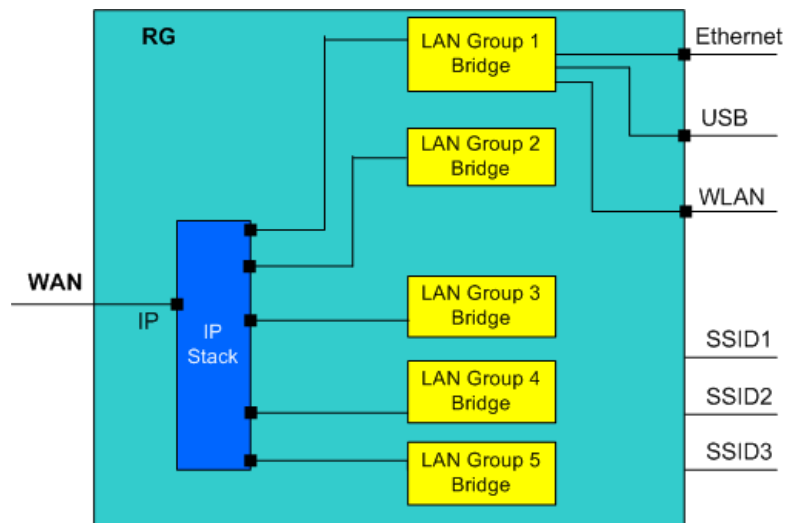 RG
LAN Group 1
Bridge
Ethernet
USB
LAN Group 2
Bridge
WLAN
WAN
IP
IP
Stack
LAN Group 3
Bridge
SSID1
LAN Group 4
Bridge
SSID2
LAN Group 5
Bridge
SSID3